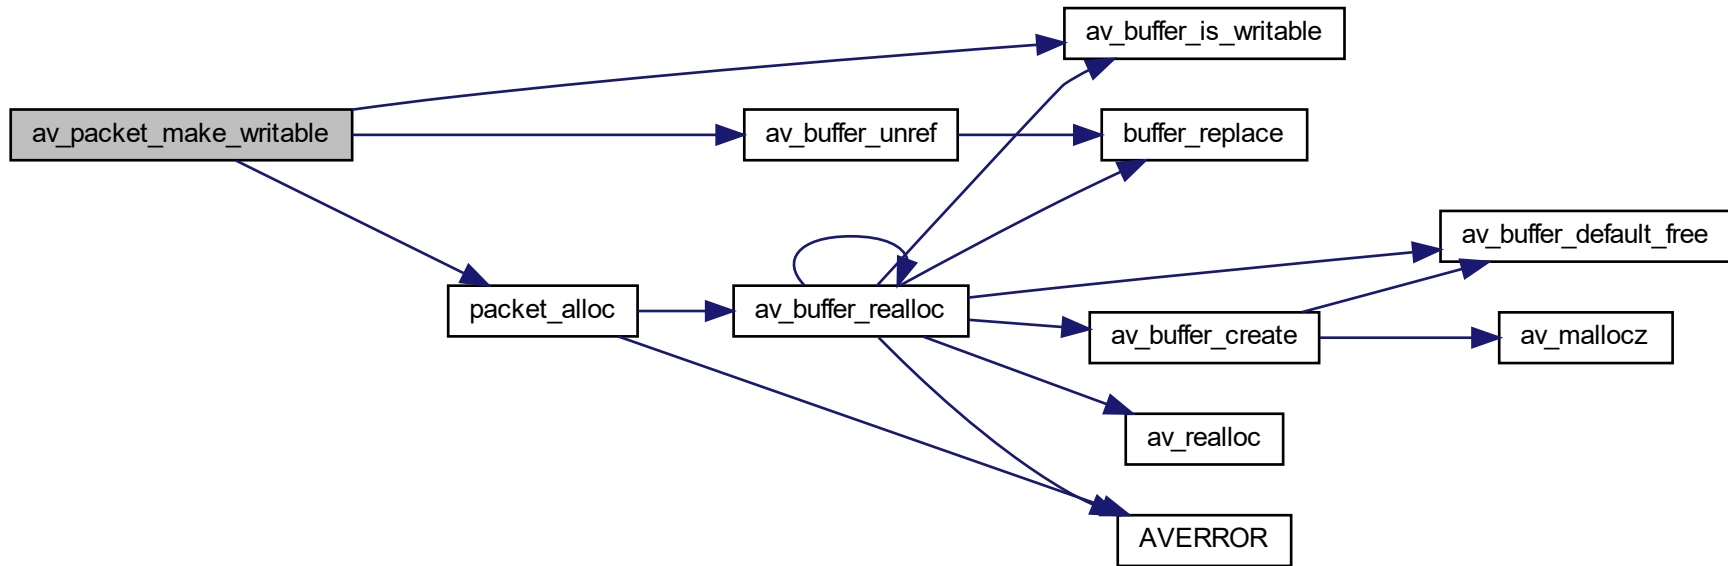 av_buffer_is_writable
av_packet_make_writable
av_buffer_unref
buffer_replace
av_buffer_default_free
packet_alloc
av_buffer_realloc
av_buffer_create
av_mallocz
av_realloc
AVERROR